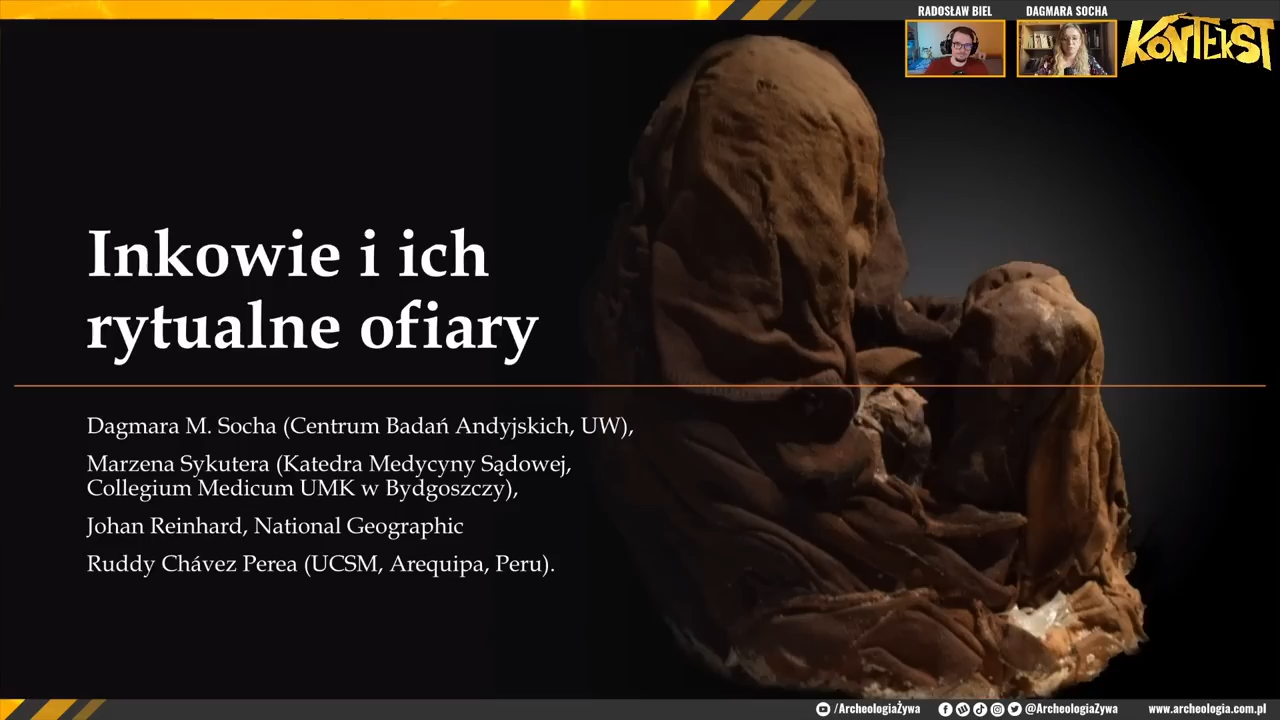 RADOSŁAW BIEL
DAGMARA SOCHA
KONTEKST
Inkowie i ich
rytualne ofiary
Dagmara M. Socha (Centrum Badań Andyjskich, UW),
Marzena Sykutera (Katedra Medycyny Sądowej,
Collegium Medicum UMK w Bydgoszczy),
Johan Reinhard, National Geographic
Ruddy Chávez Perea (UCSM, Arequipa, Peru).
/ArcheologiaŻywa
@ArcheologiaZywa
www.archeologia.com.pl